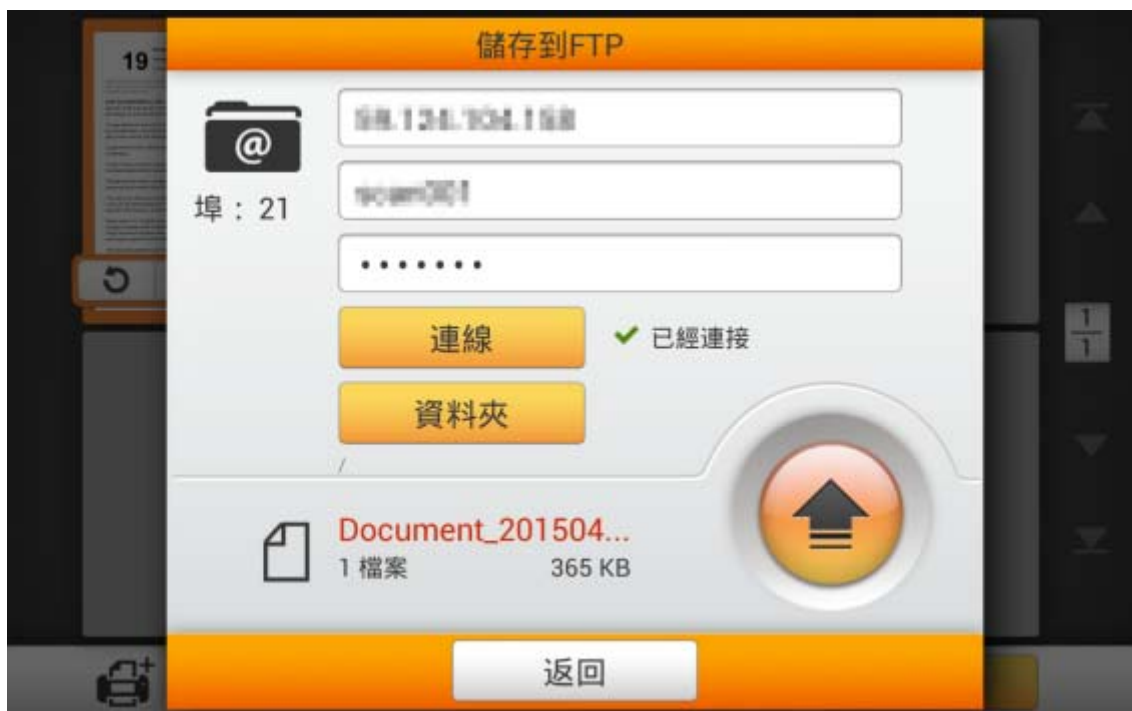 儲存到FTP
19
埠：21
•••••••
連線
已經連接
資料夾
/
1
1
Document_201504...
1 檔案 365 KB
返回